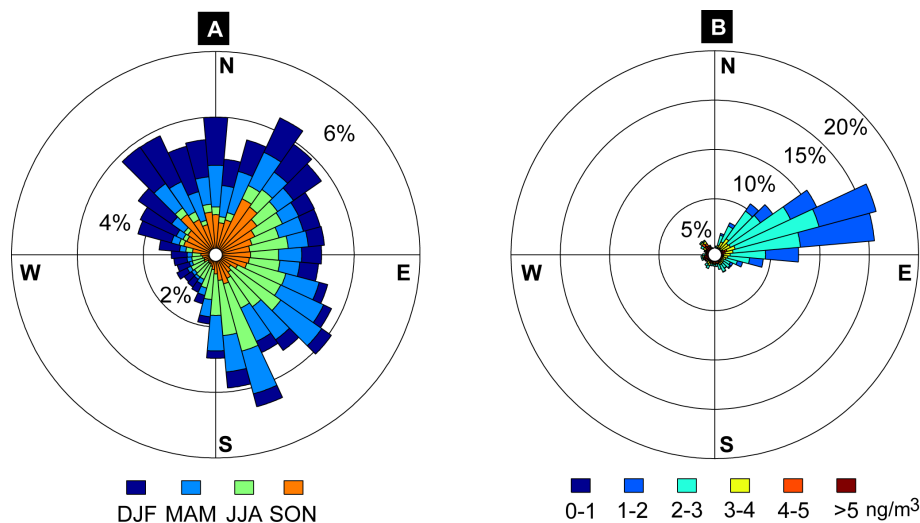 A
B
N
N
6%
20%
15%
10%
4%
5%
W
E
W
E
2%
S
S
DJF MAM JJA SON
0-1 1-2 2-3 3-4 4-5 >5 ng/m³